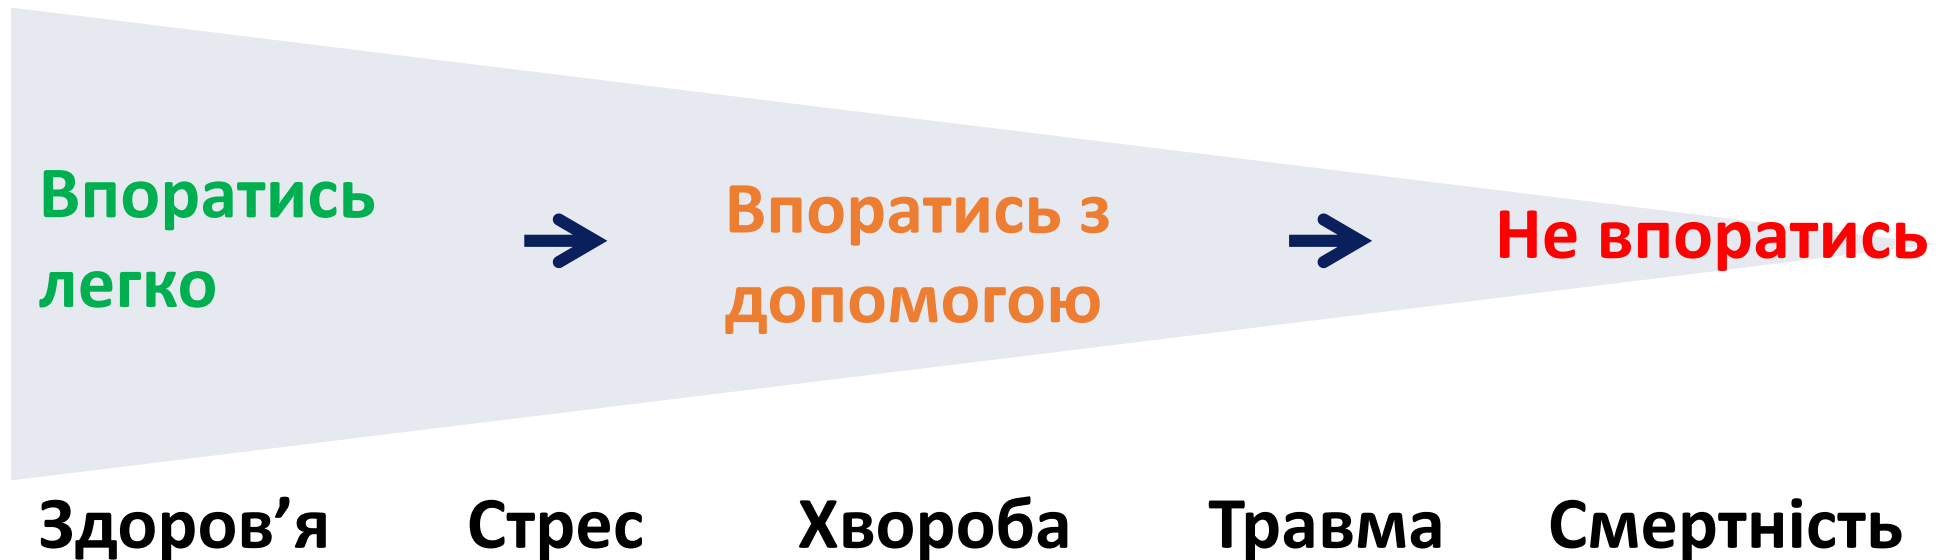 Впоратись
легко
Впоратись з
допомогою
Не впоратись
Здоров’я Стрес Хвороба Травма Смертність